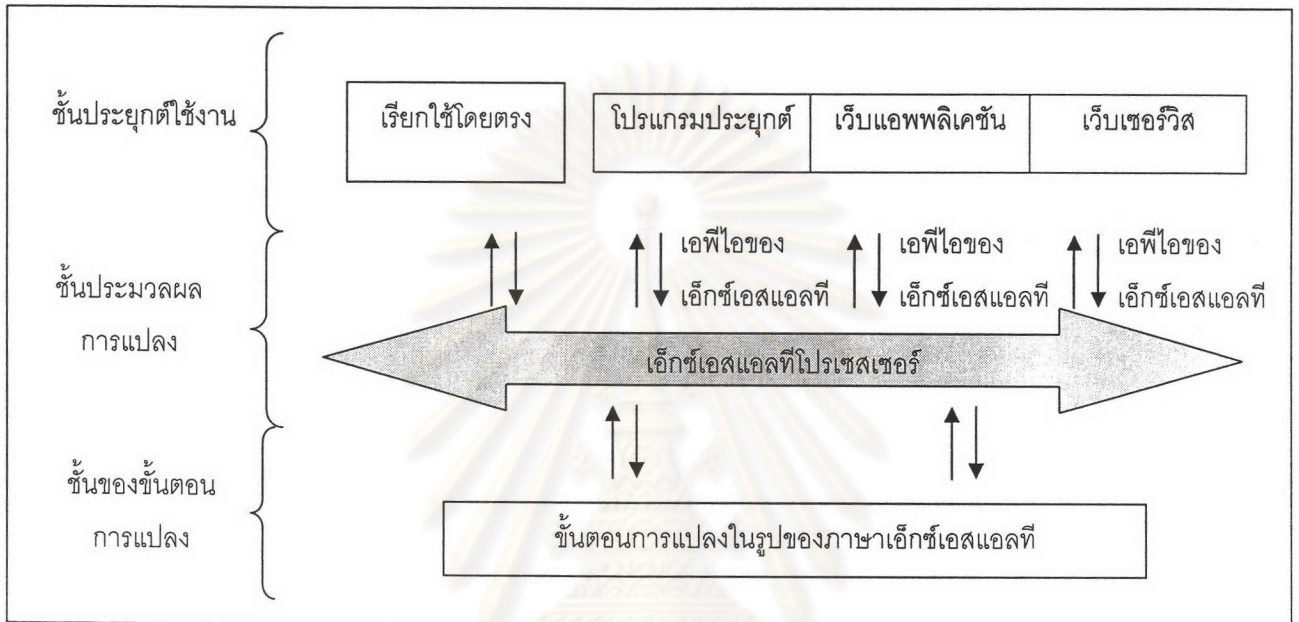 ชั้นประยุกต์ใช้งาน
เรียกใช้โดยตรง
โปรแกรมประยุกต์
เว็บแอพพลิเคชัน
เว็บเซอร์วิส
ชั้นประมวลผล
การแปลง
เอพีไอของ
เอ็กซ์เอสแอลที
เอพีไอของ
เอ็กซ์เอสแอลที
เอพีไอของ
เอ็กซ์เอสแอลที
เอ็กซ์เอสแอลทีโปรเซสเซอร์
ชั้นของขั้นตอน
การแปลง
ขั้นตอนการแปลงในรูปของภาษาเอ็กซ์เอสแอลที